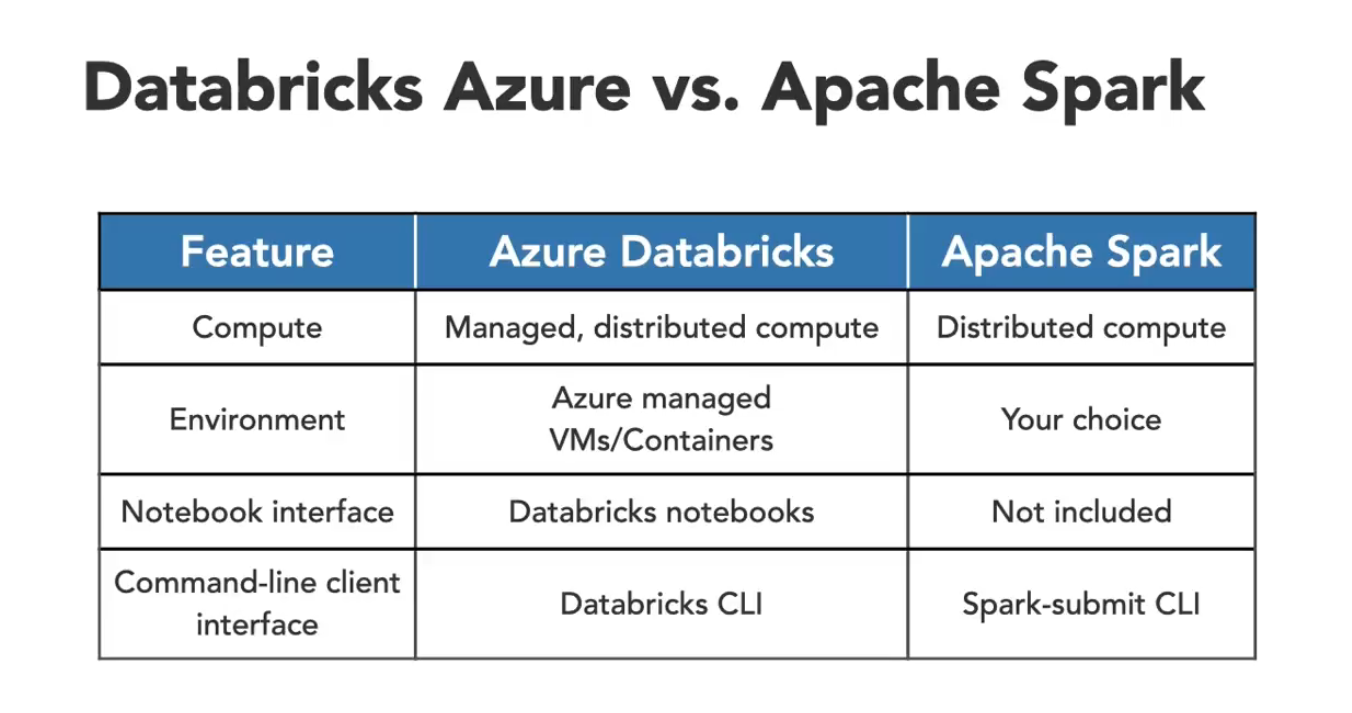 Databricks Azure vs. Apache Spark
Feature Azure Databricks Apache Spark
Compute Managed, distributed compute Distributed compute
Environment Azure managed VMs/Containers Your choice
Notebook interface Databricks notebooks Not included
Command-line client interface Databricks CLI Spark-submit CLI